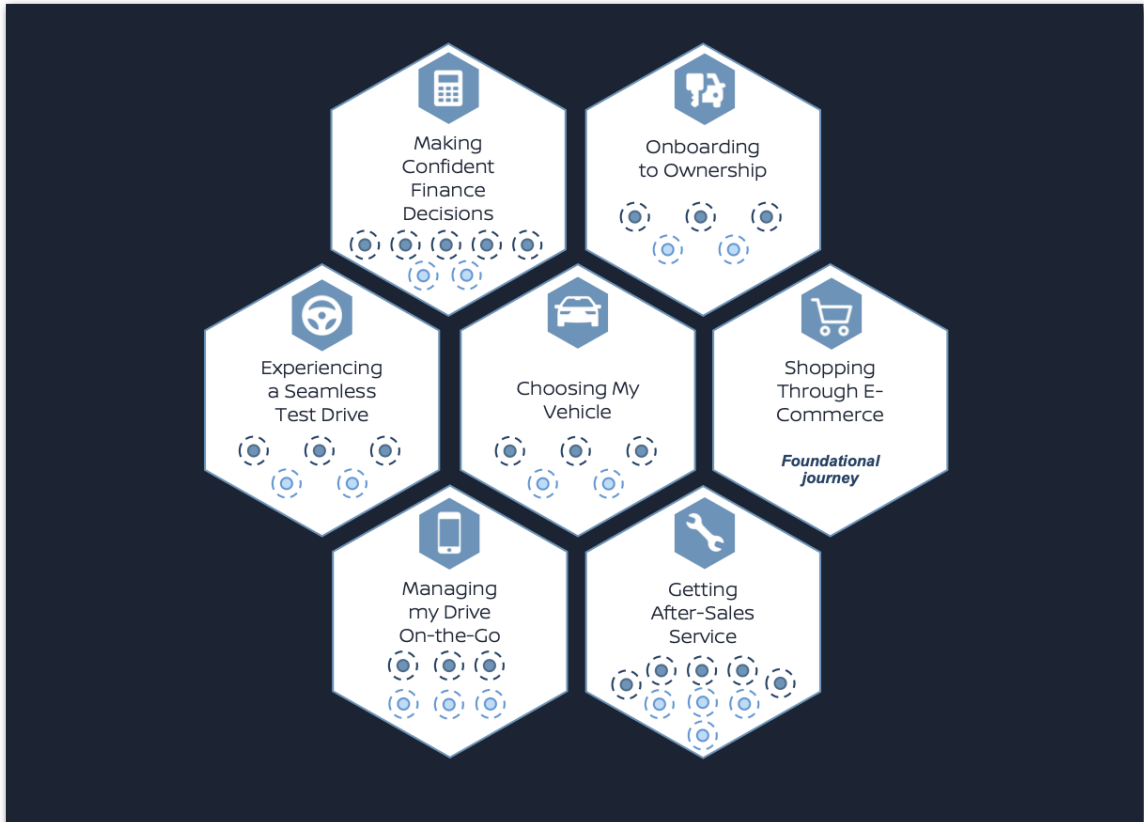 Making
Confident
Finance
Decisions
Onboarding
to Ownership
Experiencing
a Seamless
Test Drive
Choosing My
Vehicle
Shopping
Through E-
Commerce
Foundational
journey
Managing
my Drive
On-the-Go
Getting
After-Sales
Service